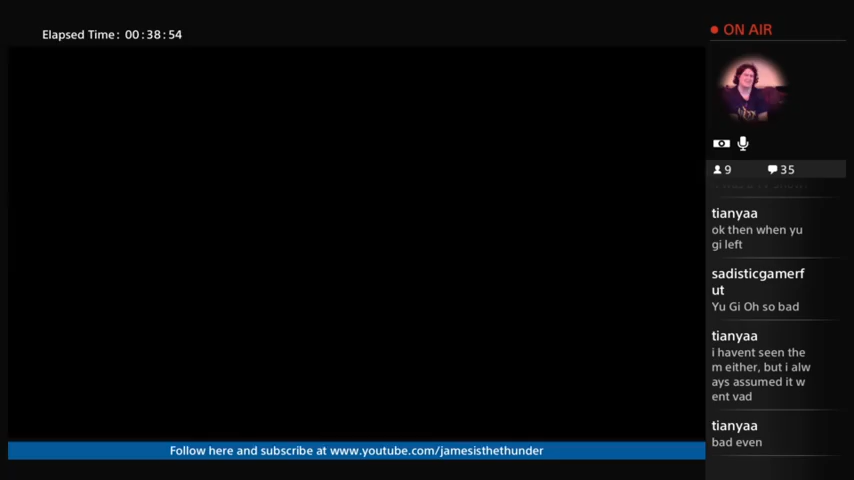 Elapsed Time: 00:38:54
ON AIR
9 35
tianyaa
ok then when yu
gi left
sadisticgamerf
ut
Yu Gi Oh so bad
tianyaa
i havent seen the
m either, but i alw
ays assumed it w
ent vad
tianyaa
bad even
Follow here and subscribe at www.youtube.com/jamesisthethunder